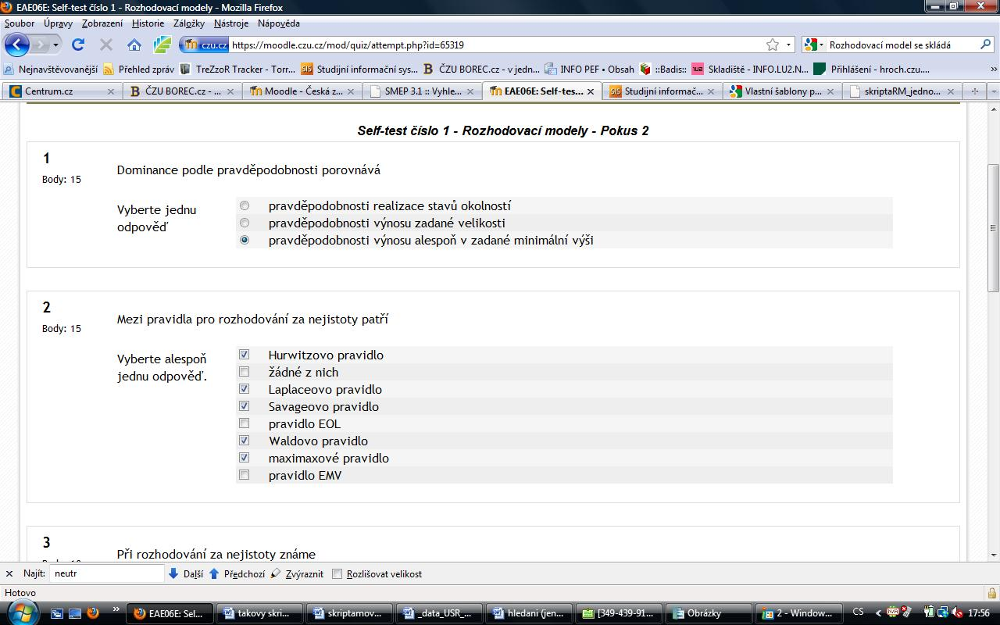 EAE06E: Self-test číslo 1 - Rozhodovací modely - Mozilla Firefox
Soubor Úpravy Zobrazení Historie Záložky Nástroje Nápověda
czu.cz https://moodle.czu.cz/mod/quiz/attempt.php?id=65319 Rozhodovací model se skládá
Nejnavštěvovanější Přehled zpráv TreZzoR Tracker - Torr... SIS Studijní informační sys... B ČZU BOREC.cz - v jedn... INFO PEF • Obsah ::Badis:: Skladiště - INFO.LU2.N... Přihlášení - hroch.czu.... »
Centrum.cz B ČZU BOREC.cz - ... Moodle - Česká z... SMEP 3.1 :: Vyhle... EAE06E: Self-tes... SIS Studijní informač... Vlastní šablony p... skriptaRM_jedno...
Self-test číslo 1 - Rozhodovací modely - Pokus 2
1
Body: 15
Dominance podle pravděpodobnosti porovnává
Vyberte jednu
odpověď
pravděpodobnosti realizace stavů okolností
pravděpodobnosti výnosu zadané velikosti
pravděpodobnosti výnosu alespoň v zadané minimální výši
2
Body: 15
Mezi pravidla pro rozhodování za nejistoty patří
Vyberte alespoň
jednu odpověď.
Hurwitzovo pravidlo
žádné z nich
Laplaceovo pravidlo
Savageovo pravidlo
pravidlo EOL
Waldovo pravidlo
maximaxové pravidlo
pravidlo EMV
3
Při rozhodování za nejistoty známe
Najít: neutr Další Předchozí Zvýraznit Rozlišovat velikost
Hotovo
» EAE06E: Sel... takovy skri... skriptamov... _data_USR_... hledani (jen... [349-439-91... Obrázky 2 - Window... CS 17:56